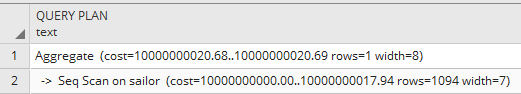 QUERY PLAN
text
1 Aggregate (cost=10000000020.68..10000000020.69 rows=1 width=8)
2 -> Seq Scan on sailor (cost=10000000000.00..10000000017.94 rows=1094 width=7)